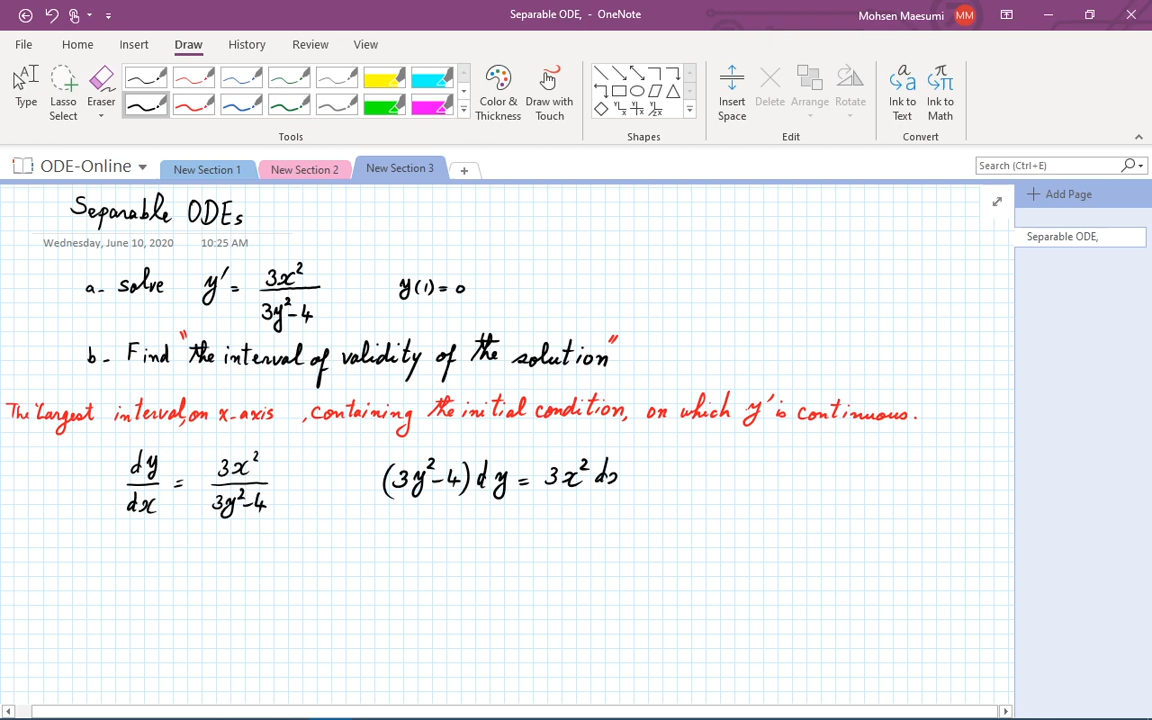 Separable ODE, - OneNote
Mohsen Maesumi MM
File Home Insert Draw History Review View
Type Lasso Select Eraser Color & Thickness Draw with Touch Insert Space Delete Arrange Rotate Ink to Text Ink to Math
Tools Shapes Edit Convert
ODE-Online New Section 1 New Section 2 New Section 3 + Search (Ctrl+E)
+ Add Page
Separable ODE,
Separable ODEs
Wednesday, June 10, 2020 10:25 AM
a- solve y' = 3x²/(3y²-4) y(1) = 0
b- Find "the interval of validity of the solution"
The largest interval, on x-axis, containing the initial condition, on which y' is continuous.
dy/dx = 3x²/(3y²-4) (3y²-4) dy = 3x² dx